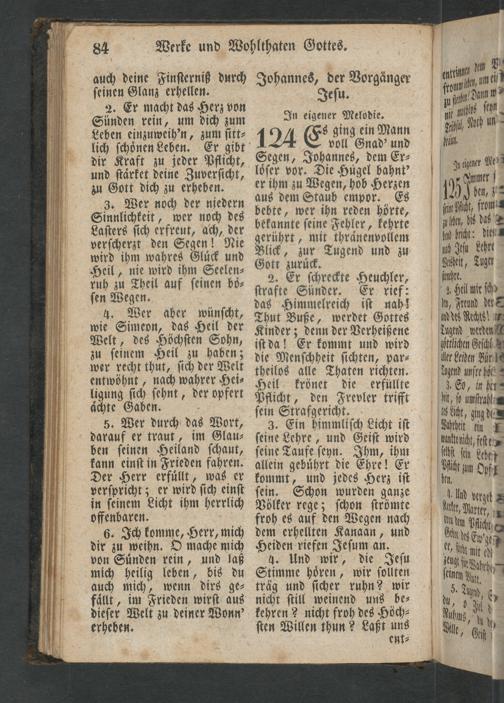 84 Werke und Wohlthaten Gottes.
auch deine Finsterniß durch
seinen Glanz erhellen.
2. Er macht das Herz von
Sünden rein, um dich zum
Leben einzuweih'n, zum sitt-
lich schönen Leben. Er gibt
dir Kraft zu jeder Pflicht,
und stärket deine Zuversicht,
zu Gott dich zu erheben.
3. Wer noch der niedern
Sinnlichkeit, wer noch des
Lasters sich erfreut, ach, der
verscherzt den Segen! Nie
wird ihm wahres Glück und
Heil, nie wird ihm Seelen-
ruh zu Theil auf seinen bö-
sen Wegen.
4. Wer aber wünscht,
wie Simeon, das Heil der
Welt, des Höchsten Sohn,
zu seinem Heil zu haben;
wer recht thut, sich der Welt
entwöhnt, nach wahrer Hei-
ligung sich sehnt, der opfert
ächte Gaben.
5. Wer durch das Wort,
darauf er traut, im Glau-
ben seinen Heiland schaut,
kann einst in Frieden fahren.
Der Herr erfüllt, was er
verspricht; er wird sich einst
in seinem Licht ihm herrlich
offenbaren.
6. Ich komme, Herr, mich
dir zu weihn. O mache mich
von Sünden rein, und laß
mich heilig leben, bis du
auch mich, wenn dirs ge-
fällt, im Frieden wirst aus
dieser Welt zu deiner Wonn'
erheben.
Johannes, der Vorgänger
Jesu.
In eigener Melodie.
124 Es ging ein Mann
voll Gnad' und
Segen, Johannes, dem Er-
löser vor. Die Hügel bahnt'
er ihm zu Wegen, hob Herzen
aus dem Staub empor. Es
bebte, wer ihn reden hörte,
bekannte seine Fehler, kehrte
gerührt, mit thränenvollem
Blick, zur Tugend und zu
Gott zurück.
2. Er schreckte Heuchler,
strafte Sünder. Er rief:
das Himmelreich ist nah!
Thut Buße, werdet Gottes
Kinder; denn der Verheißene
ist da! Er kommt und wird
die Menschheit sichten, par-
theilos alle Thaten richten.
Heil krönet die erfüllte
Pflicht, den Frevler trifft
sein Strafgericht.
3. Ein himmlisch Licht ist
seine Lehre, und Geist wird
seine Taufe seyn. Ihm, ihm
allein gebührt die Ehre! Er
kommt, und jedes Herz ist
sein. Schon wurden ganze
Völker rege; schon strömte
froh es auf den Wegen nach
dem erhellten Kanaan, und
Heiden riefen Jesum an.
4. Und wir, die Jesu
Stimme hören, wir sollten
träg und sicher ruhn? wir
nicht still weinend uns be-
kehren? nicht froh des Höch-
sten Willen thun? Laßt uns
ent-